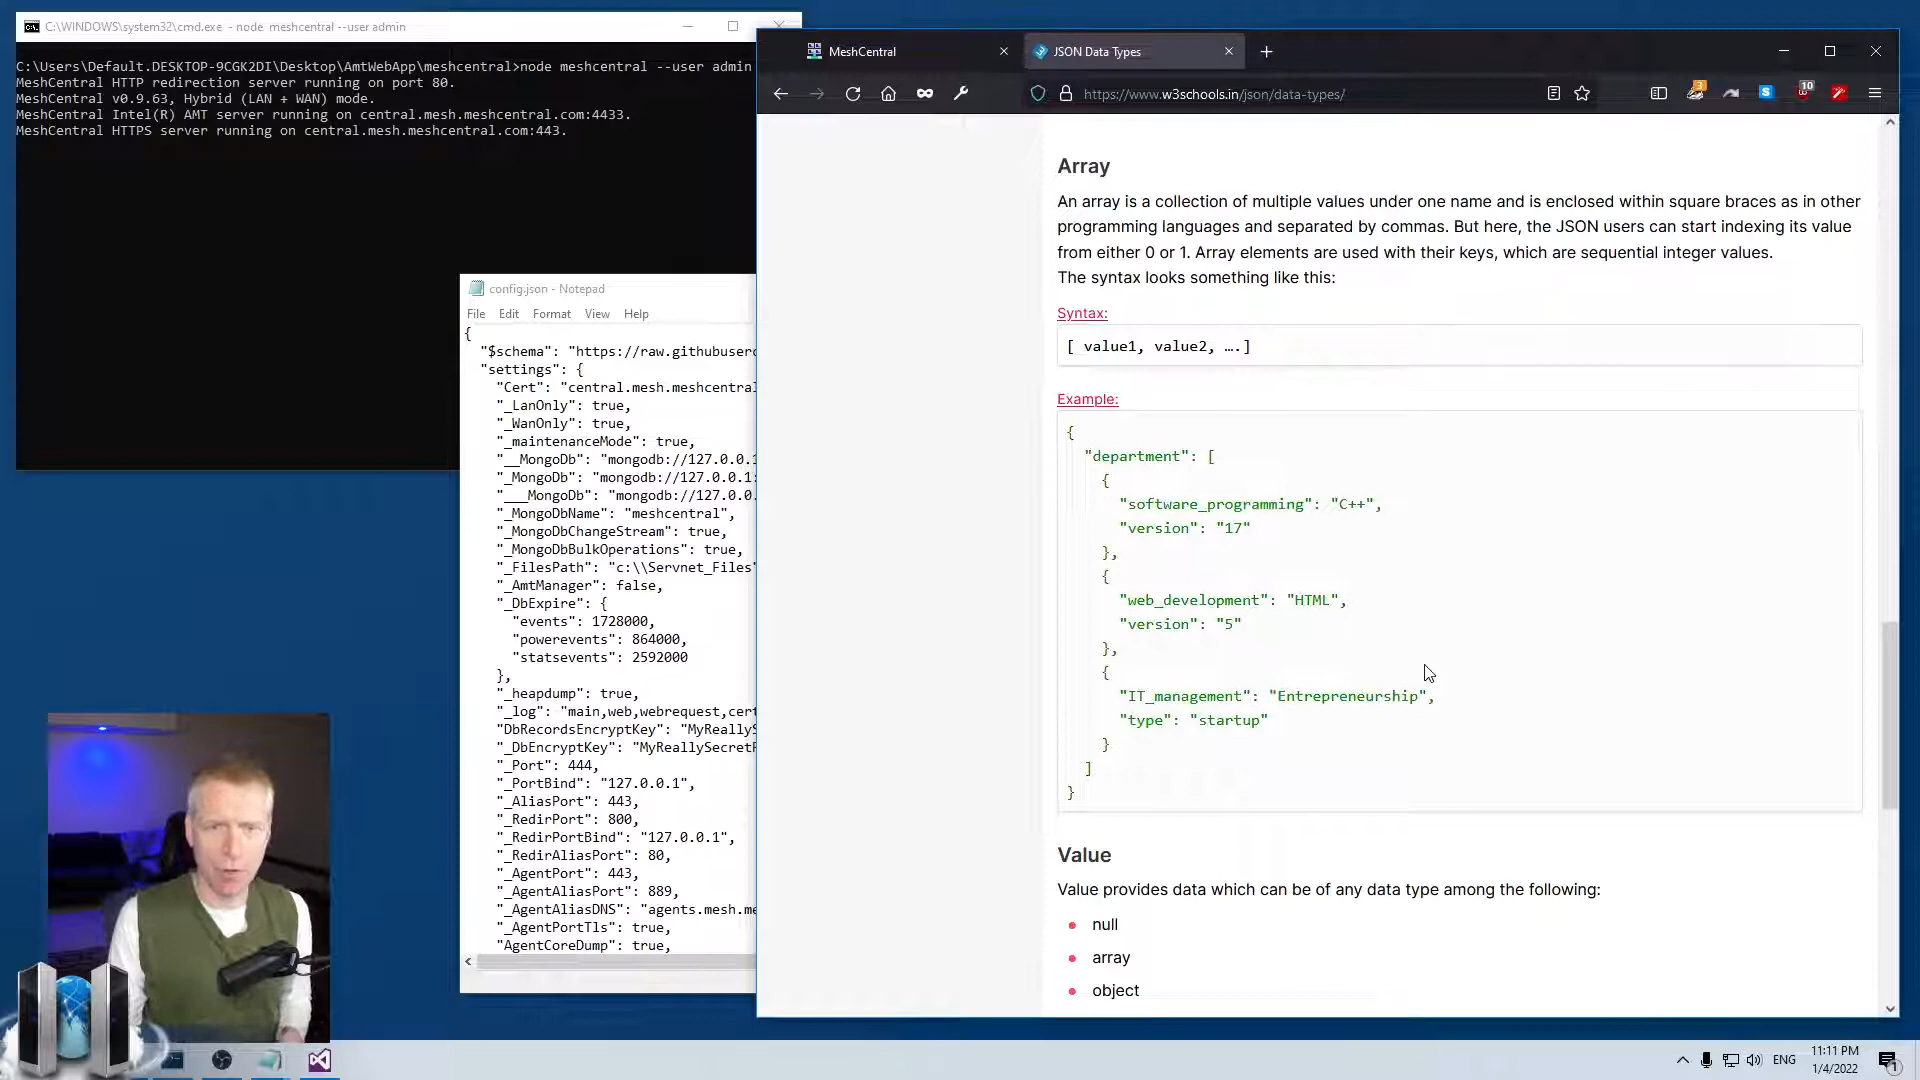 C:\WINDOWS\system32\cmd.exe - node meshcentral --user admin
C:\Users\Default.DESKTOP-9CGK2DI\Desktop\AmtWebApp\meshcentral>node meshcentral --user admin
MeshCentral HTTP redirection server running on port 80.
MeshCentral v0.9.63, Hybrid (LAN + WAN) mode.
MeshCentral Intel(R) AMT server running on central.mesh.meshcentral.com:4433.
MeshCentral HTTPS server running on central.mesh.meshcentral.com:443.
config.json - Notepad
File Edit Format View Help
{
"$schema": "https://raw.githubuserc
"settings": {
"Cert": "central.mesh.meshcentral
"_LanOnly": true,
"_WanOnly": true,
"_maintenanceMode": true,
"__MongoDb": "mongodb://127.0.0.1
"_MongoDb": "mongodb://127.0.0.1:
"___MongoDb": "mongodb://127.0.0.
"_MongoDbName": "meshcentral",
"_MongoDbChangeStream": true,
"_MongoDbBulkOperations": true,
"_FilesPath": "c:\\Servnet_Files"
"_AmtManager": false,
"_DbExpire": {
"events": 1728000,
"powerevents": 864000,
"statsevents": 2592000
},
"_heapdump": true,
"_log": "main,web,webrequest,cert
"DbRecordsEncryptKey": "MyReallyS
"_DbEncryptKey": "MyReallySecretP
"_Port": 444,
"_PortBind": "127.0.0.1",
"_AliasPort": 443,
"_RedirPort": 800,
"_RedirPortBind": "127.0.0.1",
"_RedirAliasPort": 80,
"_AgentPort": 443,
"_AgentAliasPort": 889,
"_AgentAliasDNS": "agents.mesh.me
"_AgentPortTls": true,
"AgentCoreDump": true,
MeshCentral
JSON Data Types
https://www.w3schools.in/json/data-types/
3
10
Array
An array is a collection of multiple values under one name and is enclosed within square braces as in other
programming languages and separated by commas. But here, the JSON users can start indexing its value
from either 0 or 1. Array elements are used with their keys, which are sequential integer values.
The syntax looks something like this:
Syntax:
[ value1, value2, ….]
Example:
{
"department": [
{
"software_programming": "C++",
"version": "17"
},
{
"web_development": "HTML",
"version": "5"
},
{
"IT_management": "Entrepreneurship",
"type": "startup"
}
]
}
Value
Value provides data which can be of any data type among the following:
null
array
object
ENG
11:11 PM
1/4/2022
1